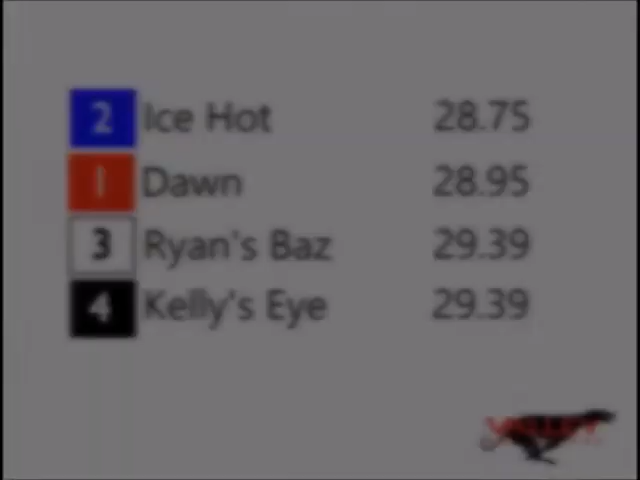 2 Ice Hot 28.75
1 Dawn 28.95
3 Ryan's Baz 29.39
4 Kelly's Eye 29.39
VALLEY